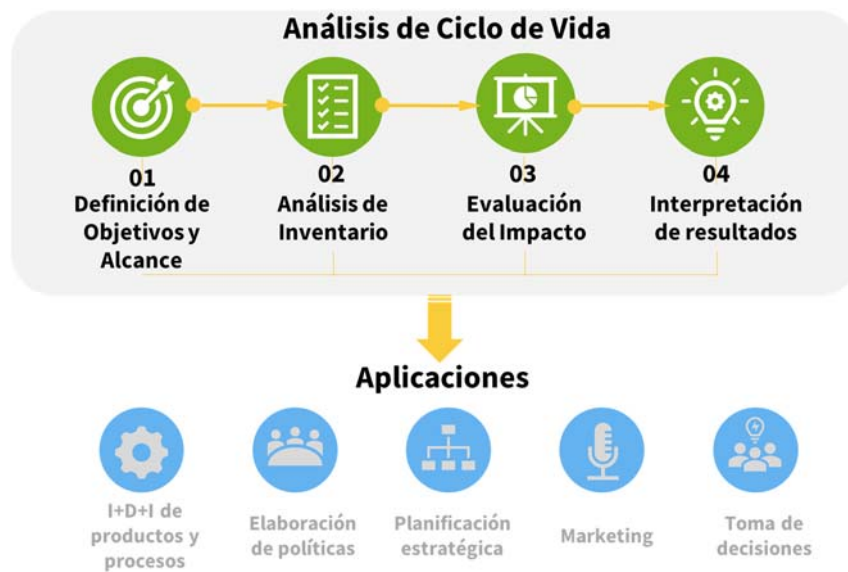 Análisis de Ciclo de Vida
01
Definición de
Objetivos y
Alcance
02
Análisis de
Inventario
03
Evaluación
del Impacto
04
Interpretación
de resultados
Aplicaciones
I+D+I de
productos y
procesos
Elaboración
de políticas
Planificación
estratégica
Marketing
Toma de
decisiones